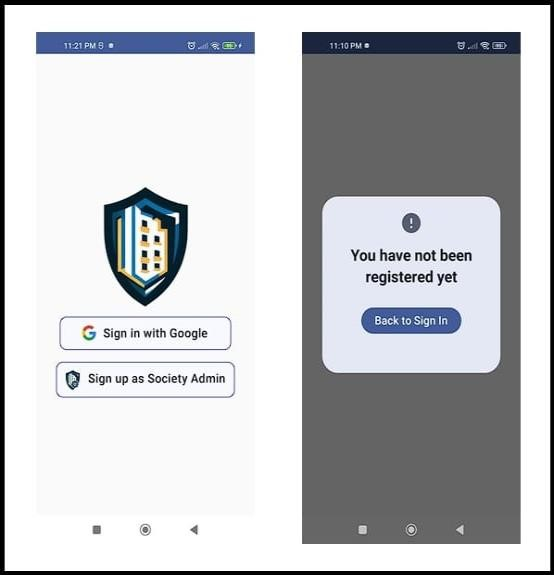 11:21 PM
Sign in with Google
Sign up as Society Admin
11:10 PM
You have not been
registered yet
Back to Sign In